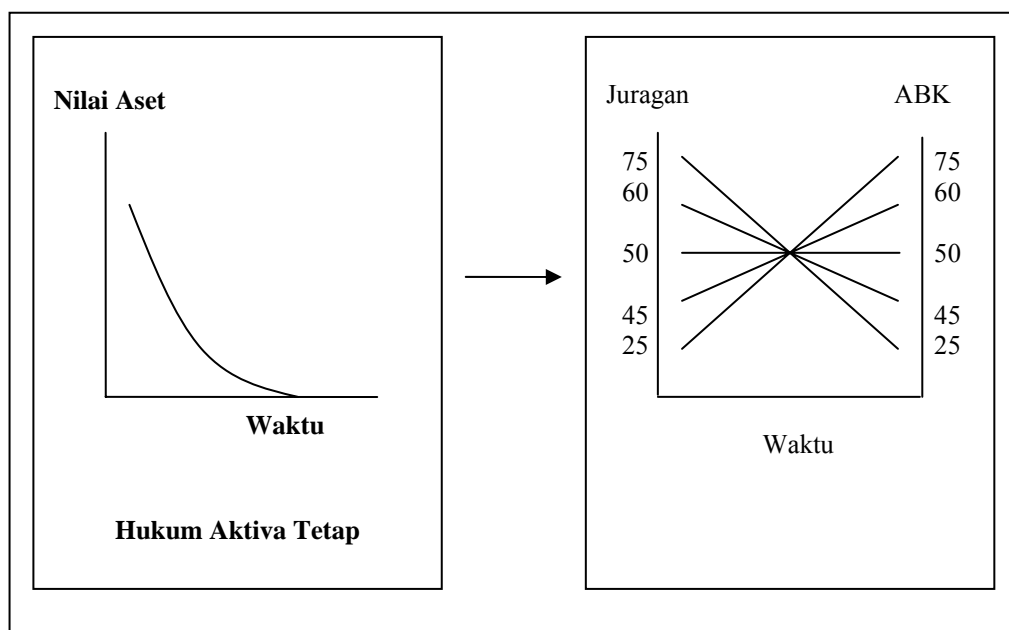 Nilai Aset
Waktu
Hukum Aktiva Tetap
Juragan ABK
75 75
60 60
50 50
45 45
25 25
Waktu